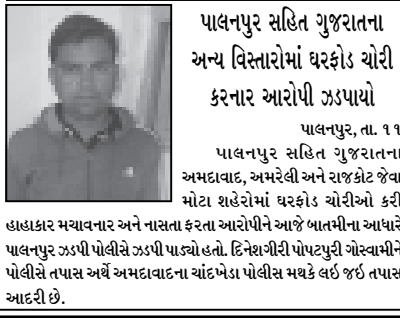 પાલનપુર સહિત ગુજરાતના
અન્ય વિસ્તારોમાં ઘરફોડ ચોરી
કરનાર આરોપી ઝડપાયો
પાલનપુર, તા. ૧૧
પાલનપુર સહિત ગુજરાતના
અમદાવાદ, અમરેલી અને રાજકોટ જેવા
મોટા શહેરોમાં ઘરફોડ ચોરીઓ કરી
હાહાકાર મચાવનાર અને નાસતા ફરતા આરોપીને આજે બાતમીના આધારે
પાલનપુર ઝડપી પોલીસે ઝડપી પાડ્યો હતો. દિનેશગીરી પોપટપુરી ગોસ્વામીને
પોલીસે તપાસ અર્થે અમદાવાદના ચાંદખેડા પોલીસ મથકે લઇ જઇ તપાસ
આદરી છે.